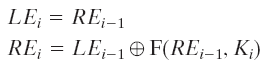 LE_i = RE_{i−1}
RE_i = LE_{i−1} ⊕ F(RE_{i−1}, K_i)